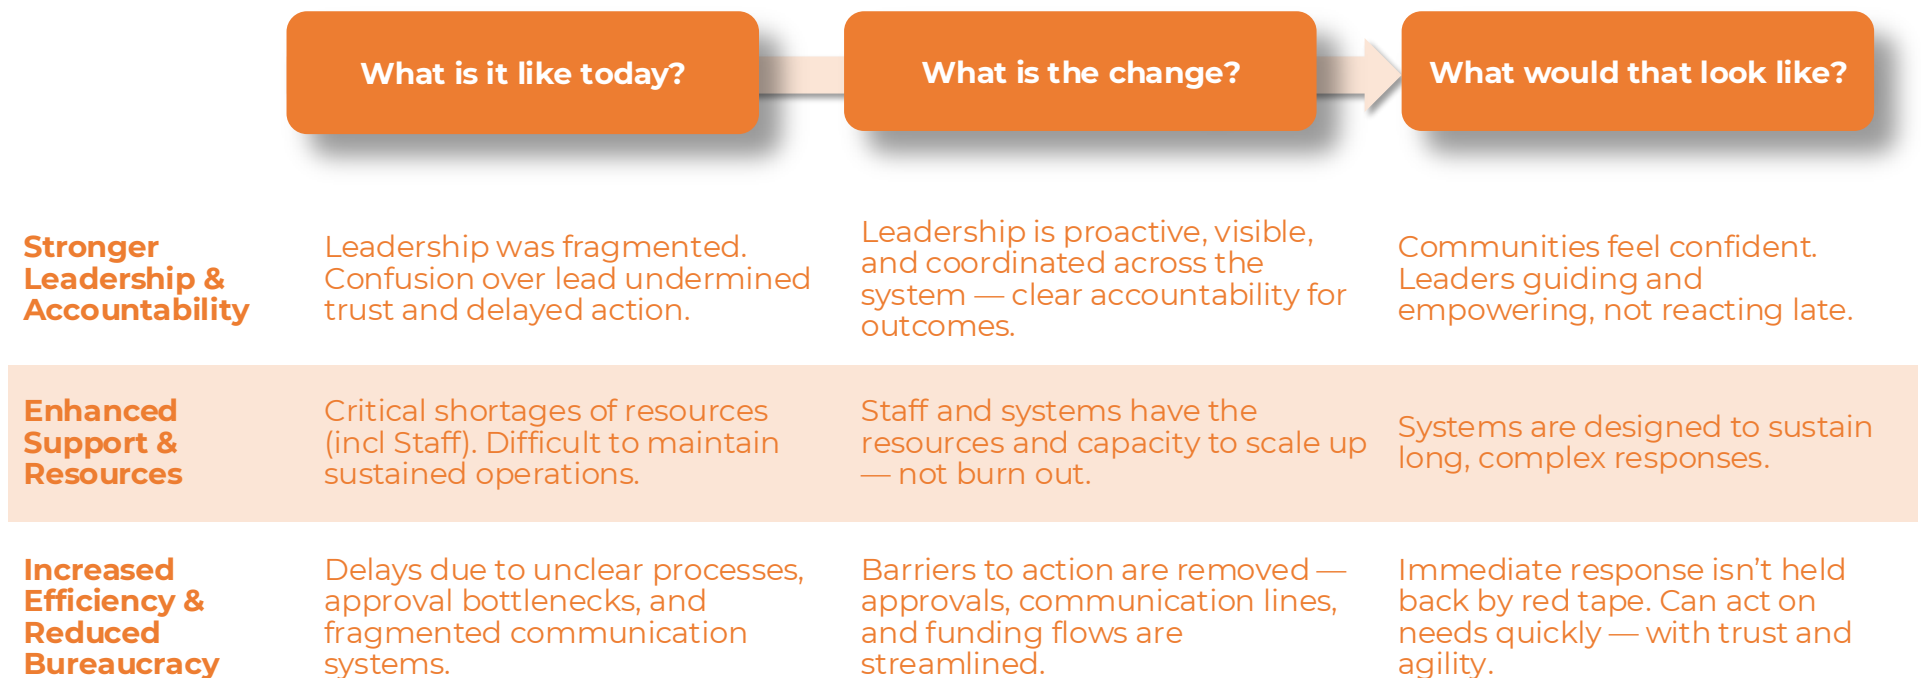 What is it like today?
What is the change?
What would that look like?
Stronger
Leadership &
Accountability
Leadership was fragmented.
Confusion over lead undermined
trust and delayed action.
Leadership is proactive, visible,
and coordinated across the
system — clear accountability for
outcomes.
Communities feel confident.
Leaders guiding and
empowering, not reacting late.
Enhanced
Support &
Resources
Critical shortages of resources
(incl Staff). Difficult to maintain
sustained operations.
Staff and systems have the
resources and capacity to scale up
— not burn out.
Systems are designed to sustain
long, complex responses.
Increased
Efficiency &
Reduced
Bureaucracy
Delays due to unclear processes,
approval bottlenecks, and
fragmented communication
systems.
Barriers to action are removed —
approvals, communication lines,
and funding flows are
streamlined.
Immediate response isn’t held
back by red tape. Can act on
needs quickly — with trust and
agility.